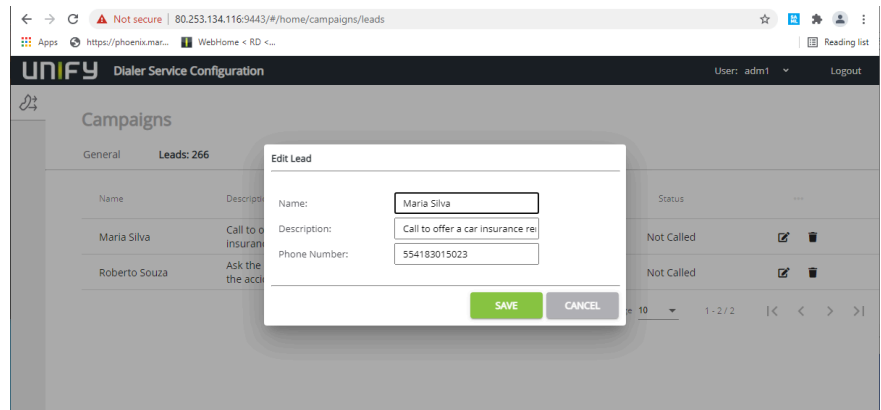 Not secure | 80.253.134.116:9443/#/home/campaigns/leads
Apps https://phoenix.mar... WebHome < RD <... Reading list
UNIFY Dialer Service Configuration User: adm1 Logout
Campaigns
General Leads: 266
Edit Lead
Name Descripti Status ...
Name: Maria Silva
Maria Silva Call to o Not Called
insuran
Description: Call to offer a car insurance re
Phone Number: 554183015023
Roberto Souza Ask the Not Called
the acci
SAVE CANCEL
e 10 1 - 2 / 2 |< < > >|